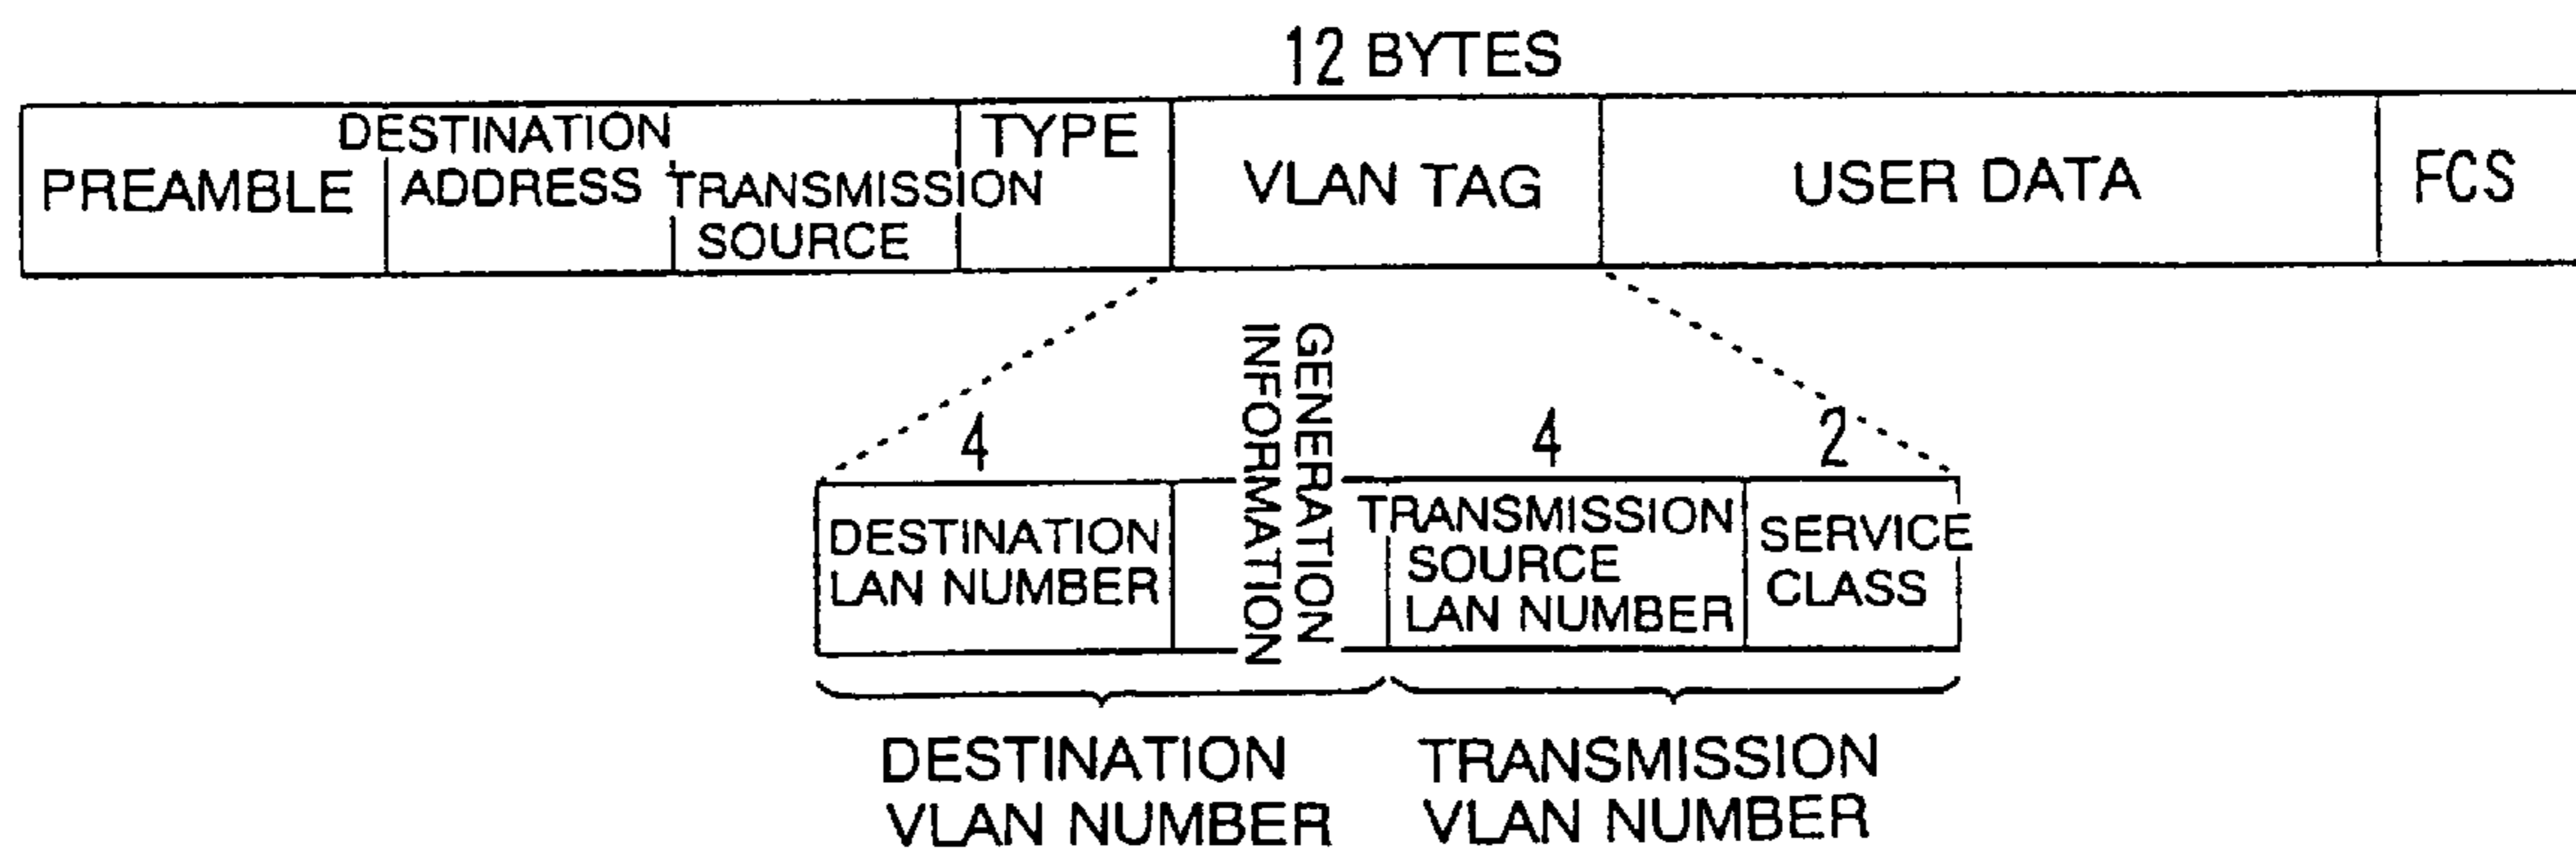 12 BYTES
PREAMBLE
DESTINATION
ADDRESS
TRANSMISSION
SOURCE
TYPE
VLAN TAG
USER DATA
FCS
4
GENERATION
INFORMATION
4
2
DESTINATION
LAN NUMBER
TRANSMISSION
SOURCE
LAN NUMBER
SERVICE
CLASS
DESTINATION
VLAN NUMBER
TRANSMISSION
VLAN NUMBER